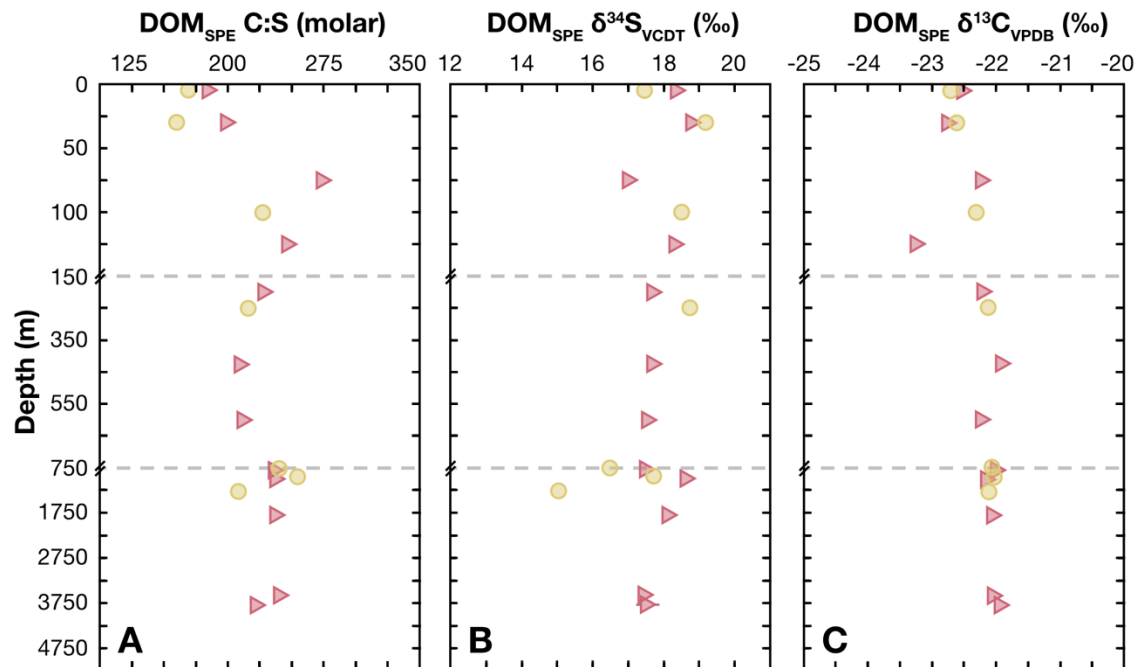 DOMSPE C:S (molar)
DOMSPE δ³⁴SVCDT (‰)
DOMSPE δ¹³CVPDB (‰)
125 200 275 350
12 14 16 18 20
-25 -24 -23 -22 -21 -20
Depth (m)
0
50
100
150
350
550
750
1750
2750
3750
4750
A
B
C